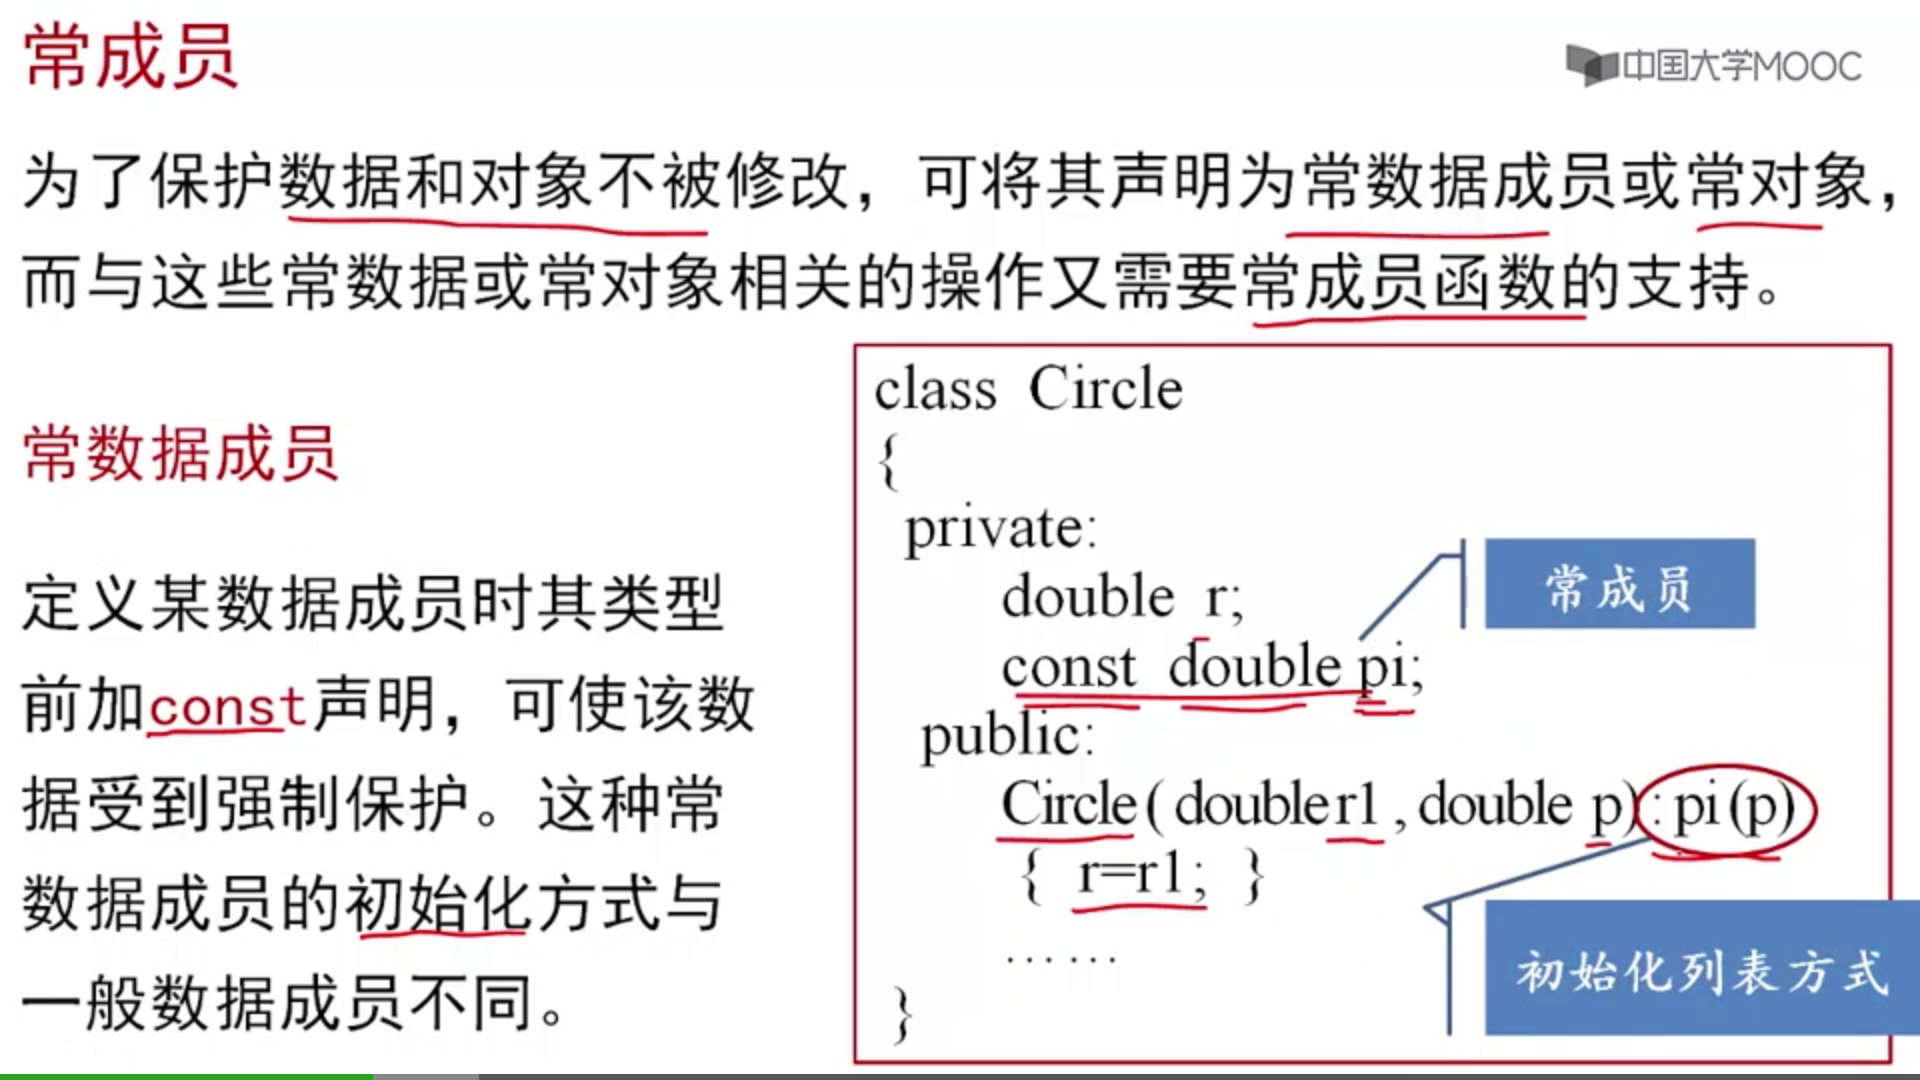 常成员
中国大学MOOC
为了保护数据和对象不被修改，可将其声明为常数据成员或常对象，
而与这些常数据或常对象相关的操作又需要常成员函数的支持。
常数据成员
定义某数据成员时其类型
前加const声明，可使该数
据受到强制保护。这种常
数据成员的初始化方式与
一般数据成员不同。
class Circle
{
private:
double r;
常成员
const double pi;
public:
Circle( double r1 , double p) : pi (p)
{ r=r1; }
初始化列表方式
······
}